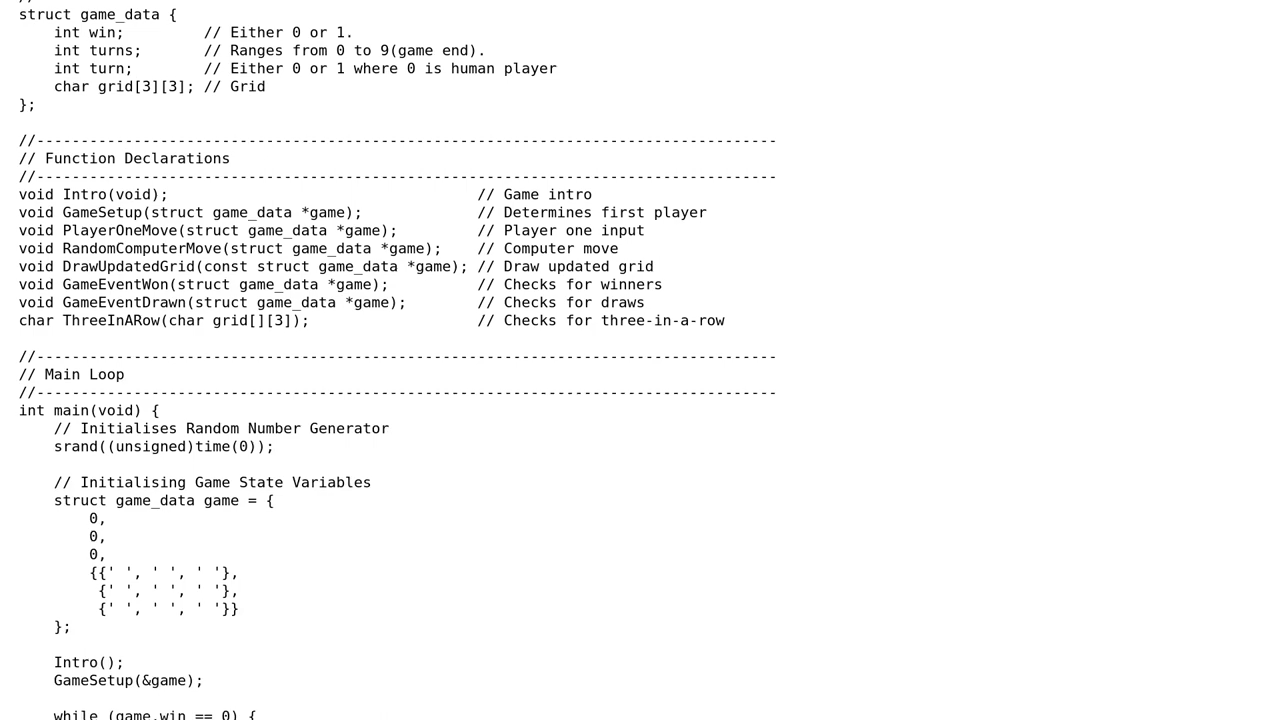 struct game_data {
    int win;         // Either 0 or 1.
    int turns;       // Ranges from 0 to 9(game end).
    int turn;        // Either 0 or 1 where 0 is human player
    char grid[3][3]; // Grid
};

//------------------------------------------------------------------------------------
// Function Declarations
//------------------------------------------------------------------------------------
void Intro(void);                                   // Game intro
void GameSetup(struct game_data *game);             // Determines first player
void PlayerOneMove(struct game_data *game);         // Player one input
void RandomComputerMove(struct game_data *game);    // Computer move
void DrawUpdatedGrid(const struct game_data *game); // Draw updated grid
void GameEventWon(struct game_data *game);          // Checks for winners
void GameEventDrawn(struct game_data *game);        // Checks for draws
char ThreeInARow(char grid[][3]);                   // Checks for three-in-a-row

//------------------------------------------------------------------------------------
// Main Loop
//------------------------------------------------------------------------------------
int main(void) {
    // Initialises Random Number Generator
    srand((unsigned)time(0));

    // Initialising Game State Variables
    struct game_data game = {
        0,
        0,
        0,
        {{' ', ' ', ' '},
         {' ', ' ', ' '},
         {' ', ' ', ' '}}
    };

    Intro();
    GameSetup(&game);

    while (game.win == 0) {